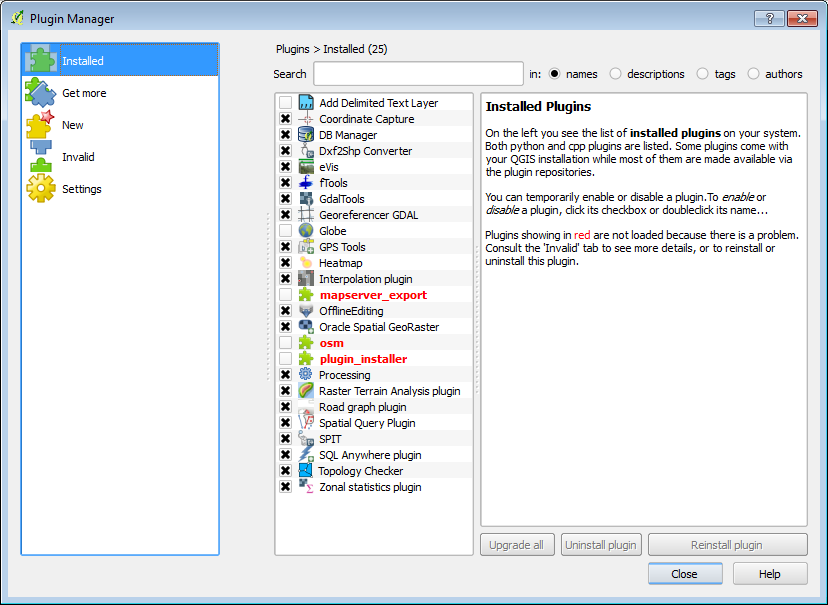 Plugin Manager
?
Installed
Get more
New
Invalid
Settings
Plugins > Installed (25)
Search in: names descriptions tags authors
Add Delimited Text Layer
Coordinate Capture
DB Manager
Dxf2Shp Converter
eVis
fTools
GdalTools
Georeferencer GDAL
Globe
GPS Tools
Heatmap
Interpolation plugin
mapserver_export
OfflineEditing
Oracle Spatial GeoRaster
osm
plugin_installer
Processing
Raster Terrain Analysis plugin
Road graph plugin
Spatial Query Plugin
SPIT
SQL Anywhere plugin
Topology Checker
Zonal statistics plugin
Installed Plugins
On the left you see the list of installed plugins on your system.
Both python and cpp plugins are listed. Some plugins come with
your QGIS installation while most of them are made available via
the plugin repositories.
You can temporarily enable or disable a plugin.To enable or
disable a plugin, click its checkbox or doubleclick its name...
Plugins showing in red are not loaded because there is a problem.
Consult the 'Invalid' tab to see more details, or to reinstall or
uninstall this plugin.
Upgrade all Uninstall plugin Reinstall plugin
Close Help